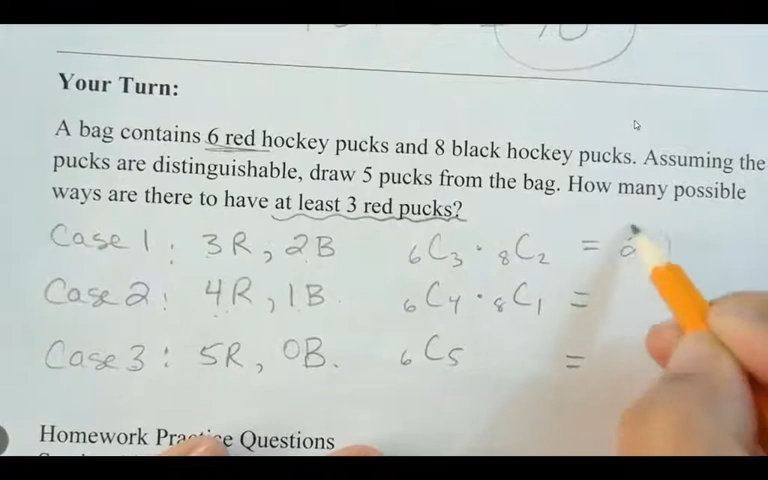 Your Turn:
A bag contains 6 red hockey pucks and 8 black hockey pucks. Assuming the
pucks are distinguishable, draw 5 pucks from the bag. How many possible
ways are there to have at least 3 red pucks?
Case 1 : 3R, 2B ₆C₃ · ₈C₂ =
Case 2 : 4R, 1B. ₆C₄ · ₈C₁ =
Case 3 : 5R, 0B. ₆C₅ =
Homework Practice Questions